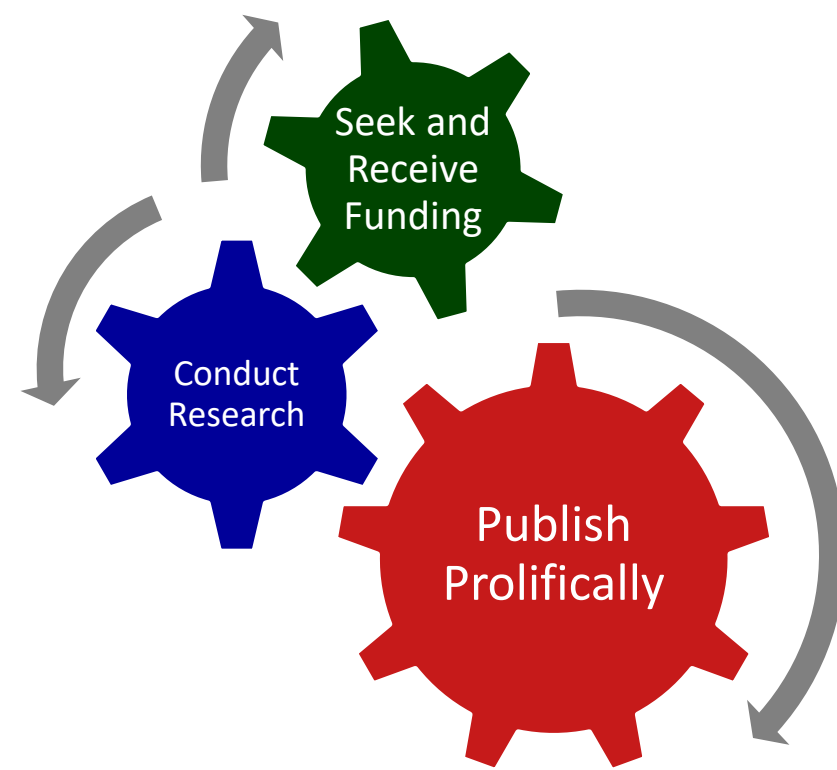 Seek and
Receive
Funding
Conduct
Research
Publish
Prolifically